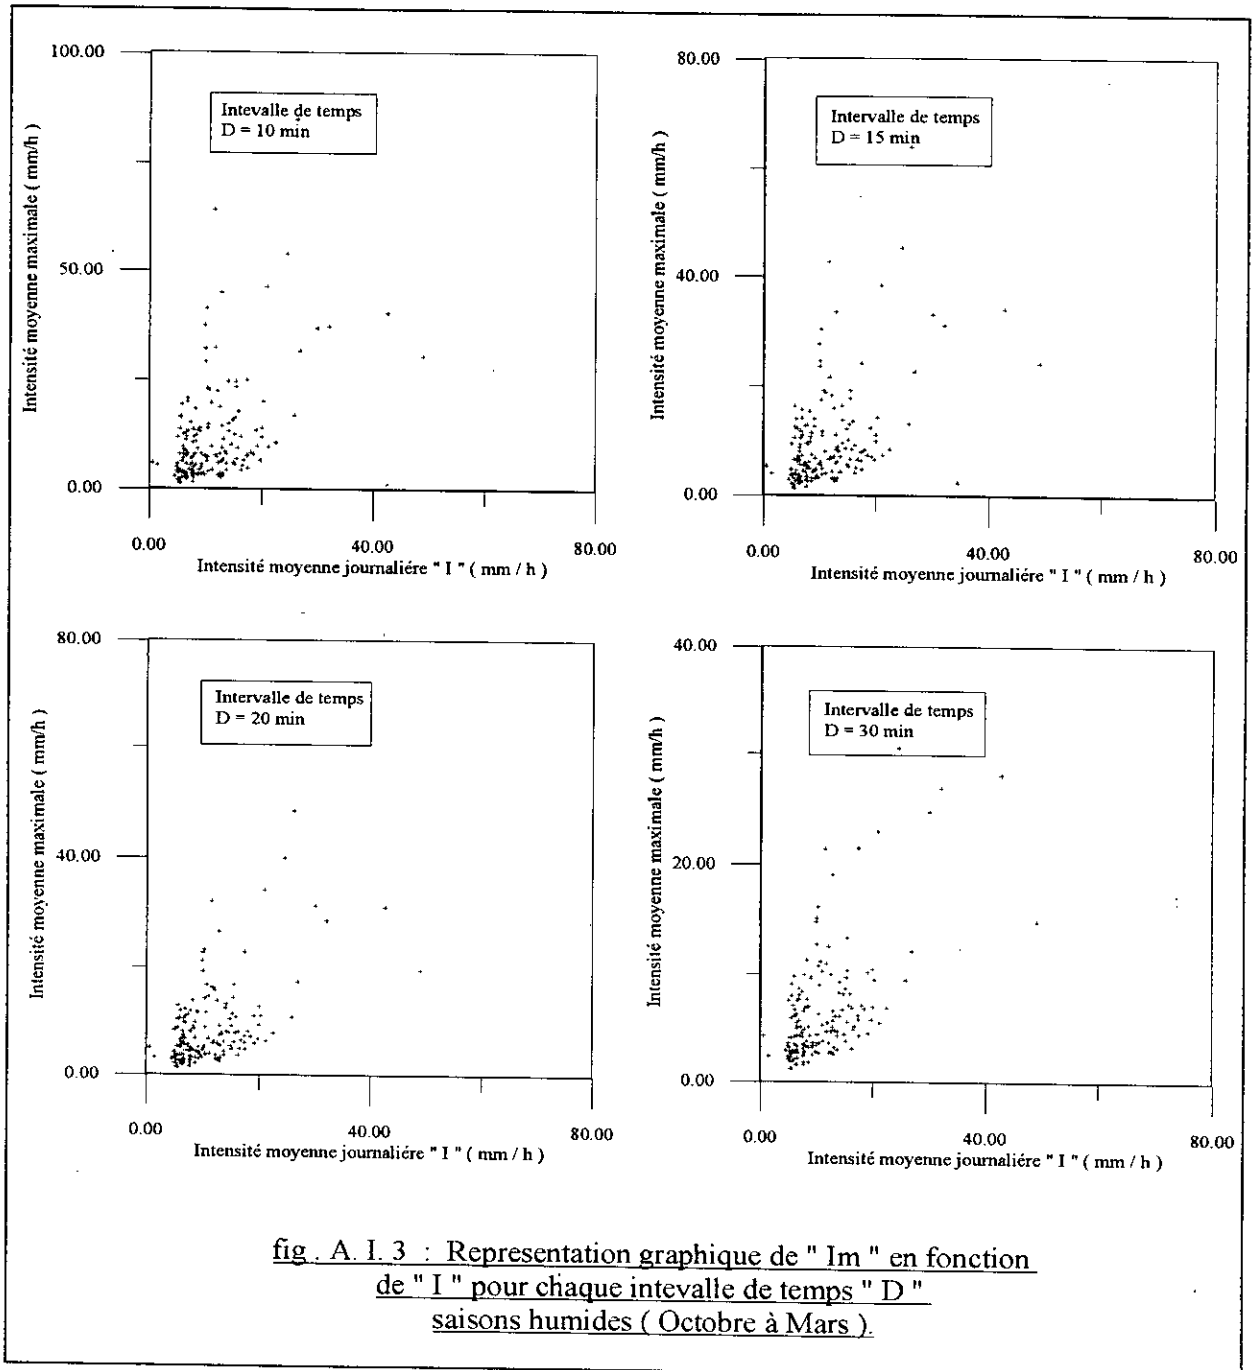 100.00
Intevalle de temps
D = 10 min
Intensité moyenne maximale ( mm/h )
50.00
0.00
0.00
40.00
80.00
Intensité moyenne journaliére " I " ( mm / h )
80.00
Intervalle de temps
D = 15 min
Intensité moyenne maximale ( mm/h )
40.00
0.00
0.00
40.00
80.00
Intensité moyenne journaliére " I " ( mm / h )
80.00
Intervalle de temps
D = 20 min
Intensité moyenne maximale ( mm/h )
40.00
0.00
0.00
40.00
80.00
Intensité moyenne journaliére " I " ( mm / h )
40.00
Intervalle de temps
D = 30 min
Intensité moyenne maximale ( mm/h )
20.00
0.00
0.00
40.00
80.00
Intensité moyenne journaliére " I " ( mm / h )
fig . A. I. 3 : Representation graphique de " Im " en fonction
de " I " pour chaque intevalle de temps " D "
saisons humides ( Octobre à Mars ).